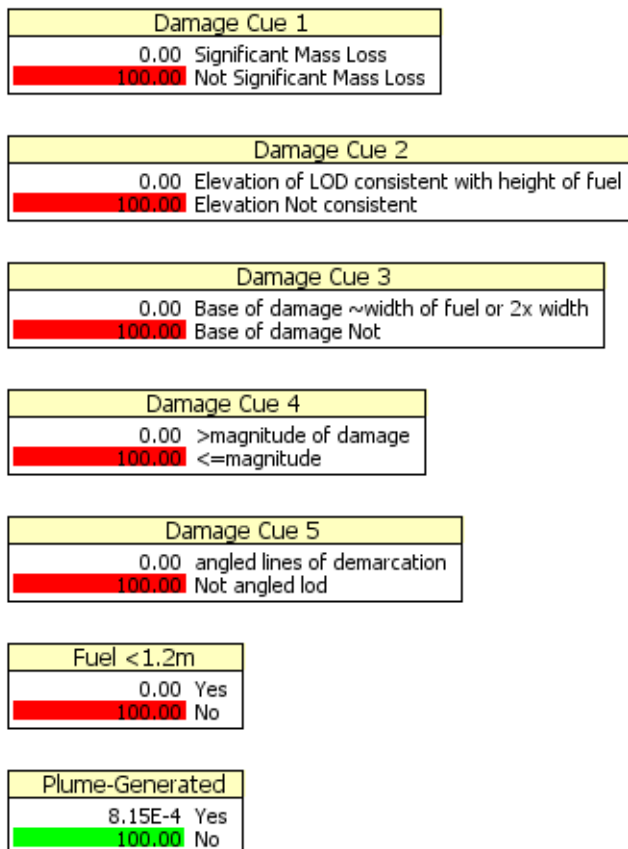 Damage Cue 1
0.00 Significant Mass Loss
100.00 Not Significant Mass Loss
Damage Cue 2
0.00 Elevation of LOD consistent with height of fuel
100.00 Elevation Not consistent
Damage Cue 3
0.00 Base of damage ~width of fuel or 2x width
100.00 Base of damage Not
Damage Cue 4
0.00 >magnitude of damage
100.00 <=magnitude
Damage Cue 5
0.00 angled lines of demarcation
100.00 Not angled lod
Fuel <1.2m
0.00 Yes
100.00 No
Plume-Generated
8.15E-4 Yes
100.00 No